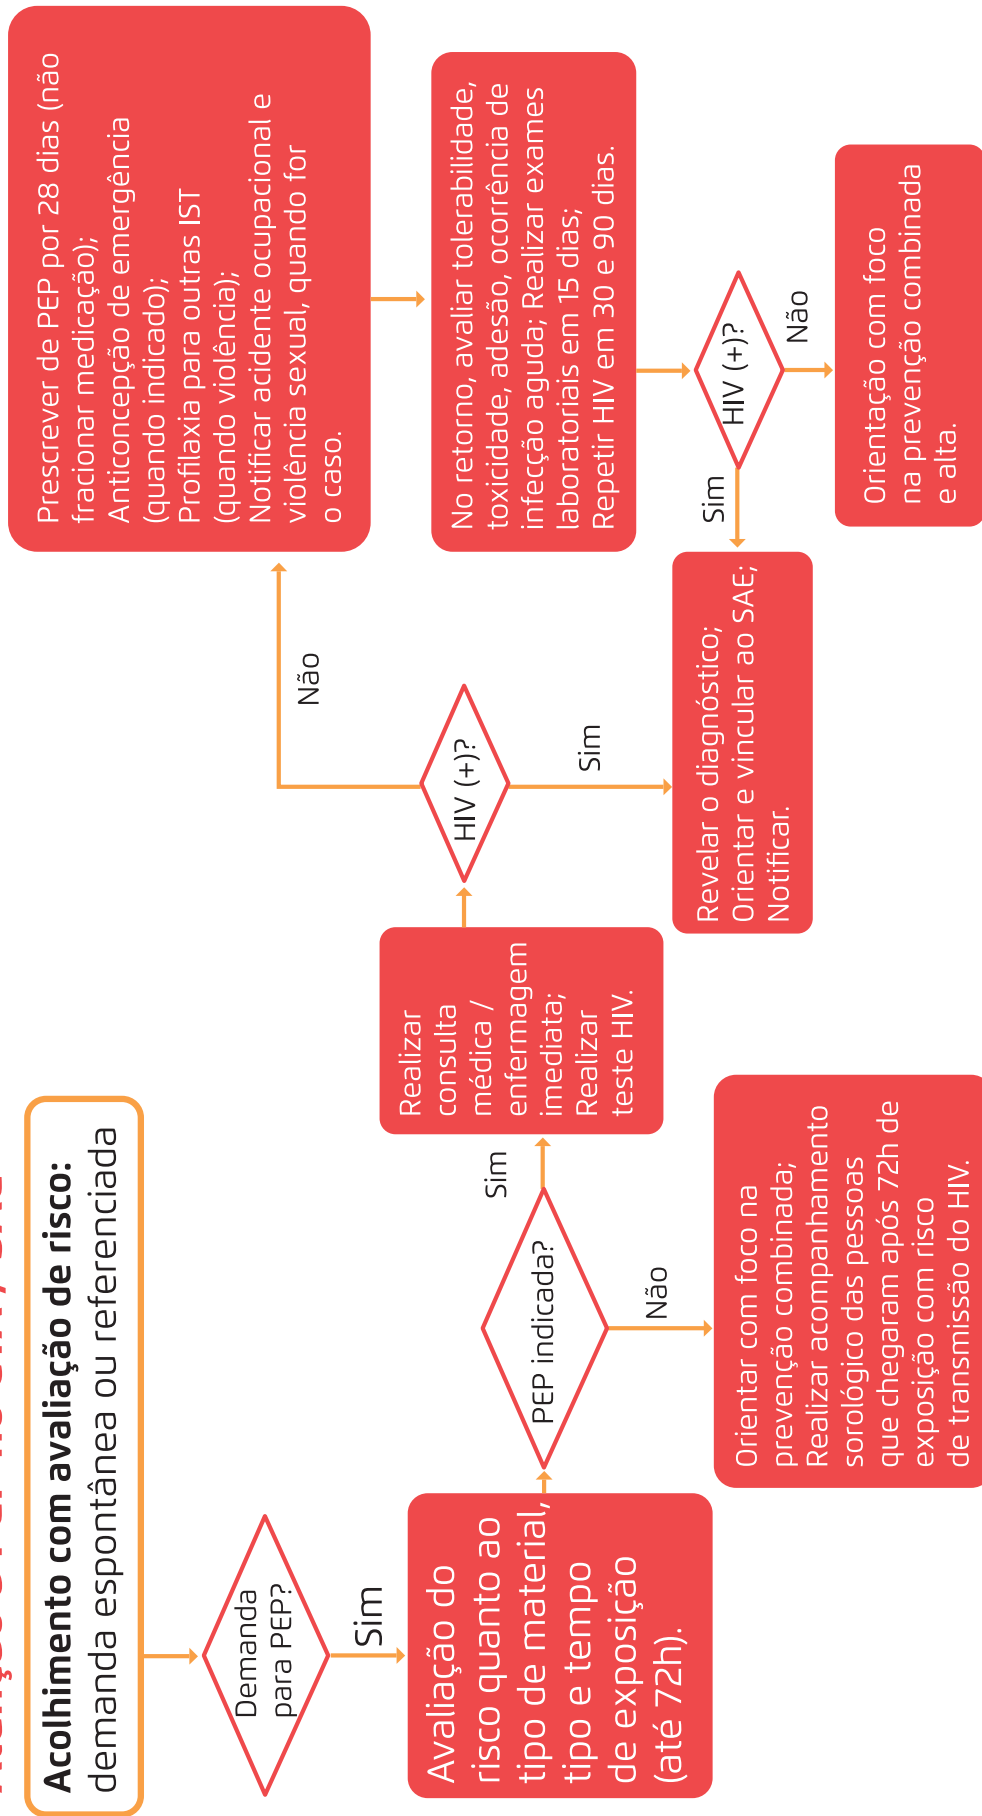 Acolhimento com avaliação de risco:
demanda espontânea ou referenciada
Demanda
para PEP?
Sim
Avaliação do
risco quanto ao
tipo de material,
tipo e tempo
de exposição
(até 72h).
PEP indicada?
Não
Orientar com foco na
prevenção combinada;
Realizar acompanhamento
sorológico das pessoas
que chegaram após 72h de
exposição com risco
de transmissão do HIV.
Sim
Realizar
consulta
médica /
enfermagem
imediata;
Realizar
teste HIV.
HIV (+)?
Sim
Revelar o diagnóstico;
Orientar e vincular ao SAE;
Notificar.
Não
Prescrever de PEP por 28 dias (não
fracionar medicação);
Anticoncepção de emergência
(quando indicado);
Profilaxia para outras IST
(quando violência);
Notificar acidente ocupacional e
violência sexual, quando for
o caso.
No retorno, avaliar tolerabilidade,
toxicidade, adesão, ocorrência de
infecção aguda; Realizar exames
laboratoriais em 15 dias;
Repetir HIV em 30 e 90 dias.
HIV (+)?
Sim
Não
Orientação com foco
na prevenção combinada
e alta.